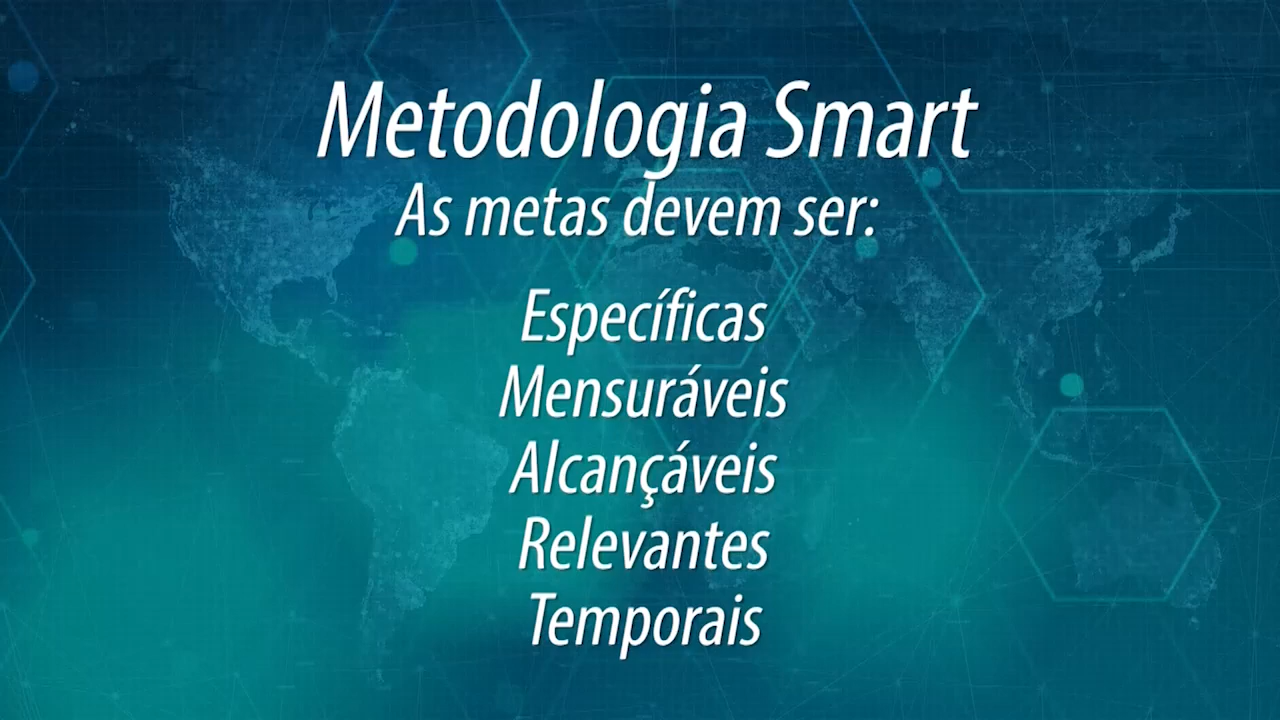 Metodologia Smart
As metas devem ser:
Específicas
Mensuráveis
Alcançáveis
Relevantes
Temporais